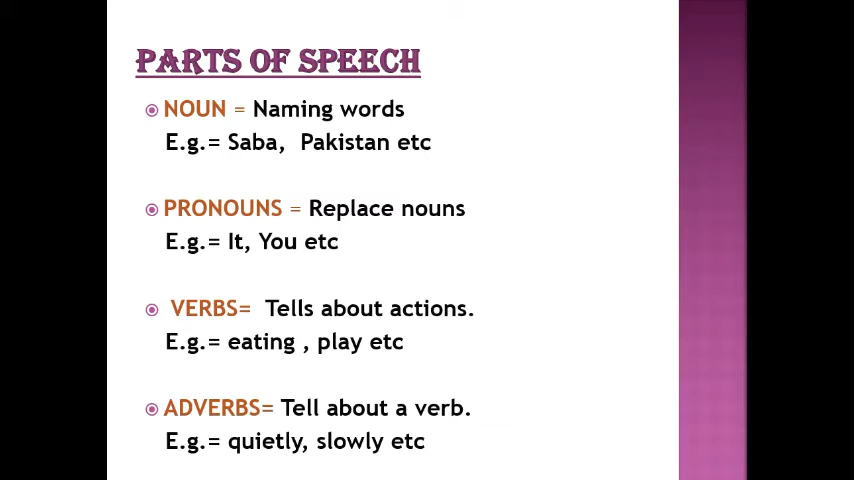 PARTS OF SPEECH
NOUN = Naming words
E.g.= Saba, Pakistan etc
PRONOUNS = Replace nouns
E.g.= It, You etc
VERBS= Tells about actions.
E.g.= eating , play etc
ADVERBS= Tell about a verb.
E.g.= quietly, slowly etc